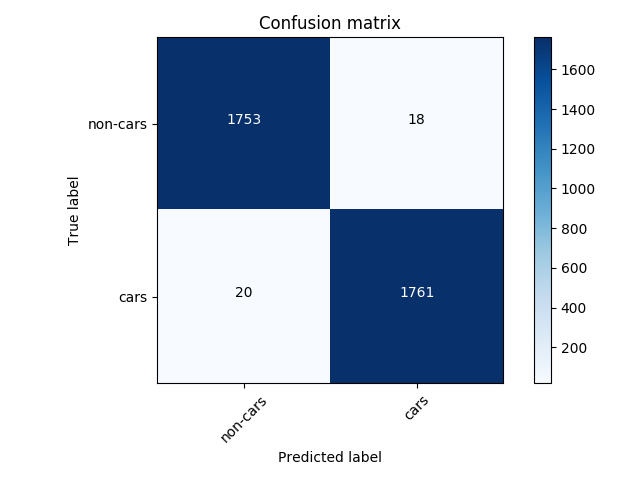 Confusion matrix
True label
non-cars
1753
18
cars
20
1761
non-cars
cars
Predicted label
1600
1400
1200
1000
800
600
400
200